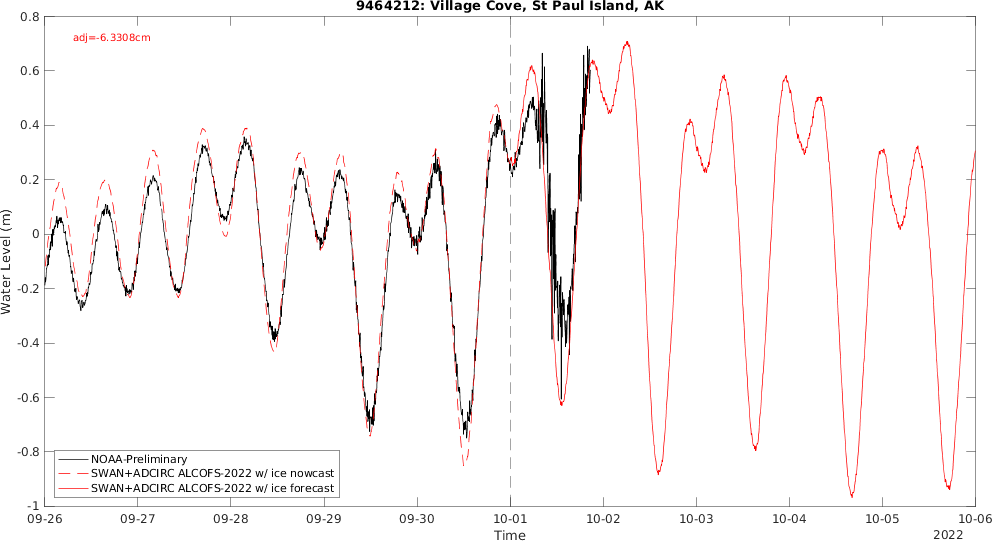 9464212: Village Cove, St Paul Island, AK
adj=-6.3308cm
0.8
0.6
0.4
0.2
0
-0.2
-0.4
-0.6
-0.8
-1
Water Level (m)
NOAA-Preliminary
SWAN+ADCIRC ALCOFS-2022 w/ ice nowcast
SWAN+ADCIRC ALCOFS-2022 w/ ice forecast
09-26 09-27 09-28 09-29 09-30 10-01 10-02 10-03 10-04 10-05 10-06
Time
2022